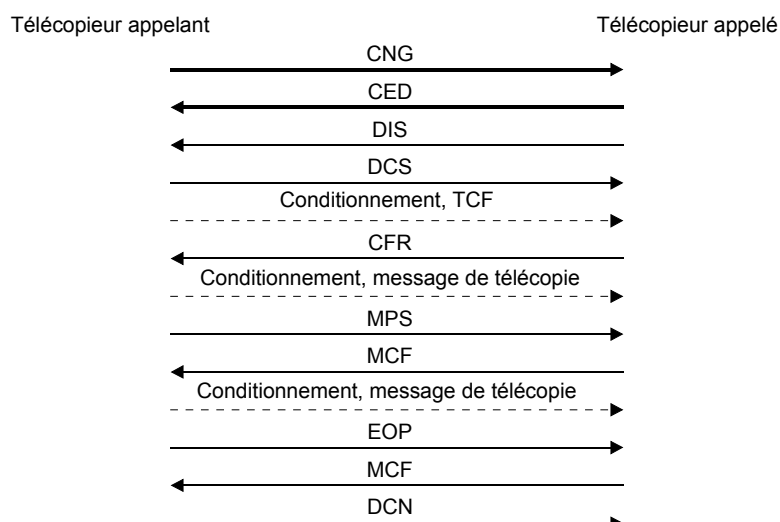 Télécopieur appelant Télécopieur appelé
CNG
CED
DIS
DCS
Conditionnement, TCF
CFR
Conditionnement, message de télécopie
MPS
MCF
Conditionnement, message de télécopie
EOP
MCF
DCN